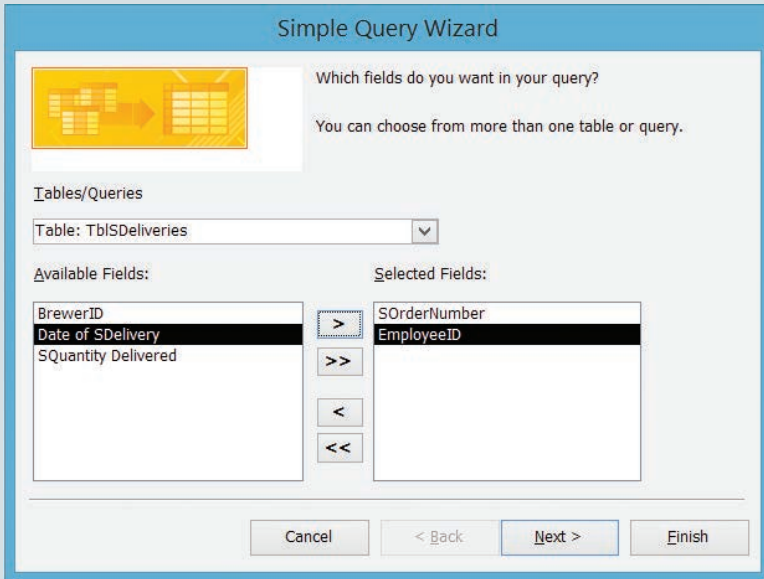 Simple Query Wizard
Which fields do you want in your query?
You can choose from more than one table or query.
Tables/Queries
Table: TblSDeliveries
Available Fields:
Selected Fields:
BrewerID
Date of SDelivery
SQuantity Delivered
>
>>
<
<<
SOrderNumber
EmployeeID
Cancel
< Back
Next >
Finish